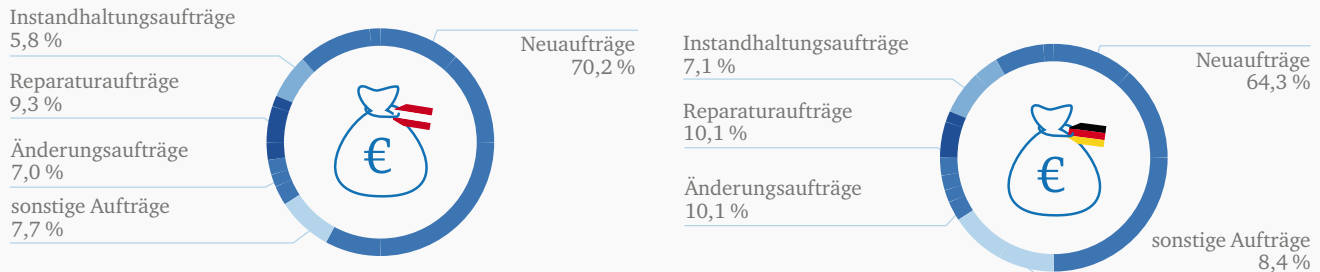 Instandhaltungsaufträge
5,8 %
Reparaturaufträge
9,3 %
Änderungsaufträge
7,0 %
sonstige Aufträge
7,7 %
Neuaufträge
70,2 %
€
Instandhaltungsaufträge
7,1 %
Reparaturaufträge
10,1 %
Änderungsaufträge
10,1 %
Neuaufträge
64,3 %
€
sonstige Aufträge
8,4 %